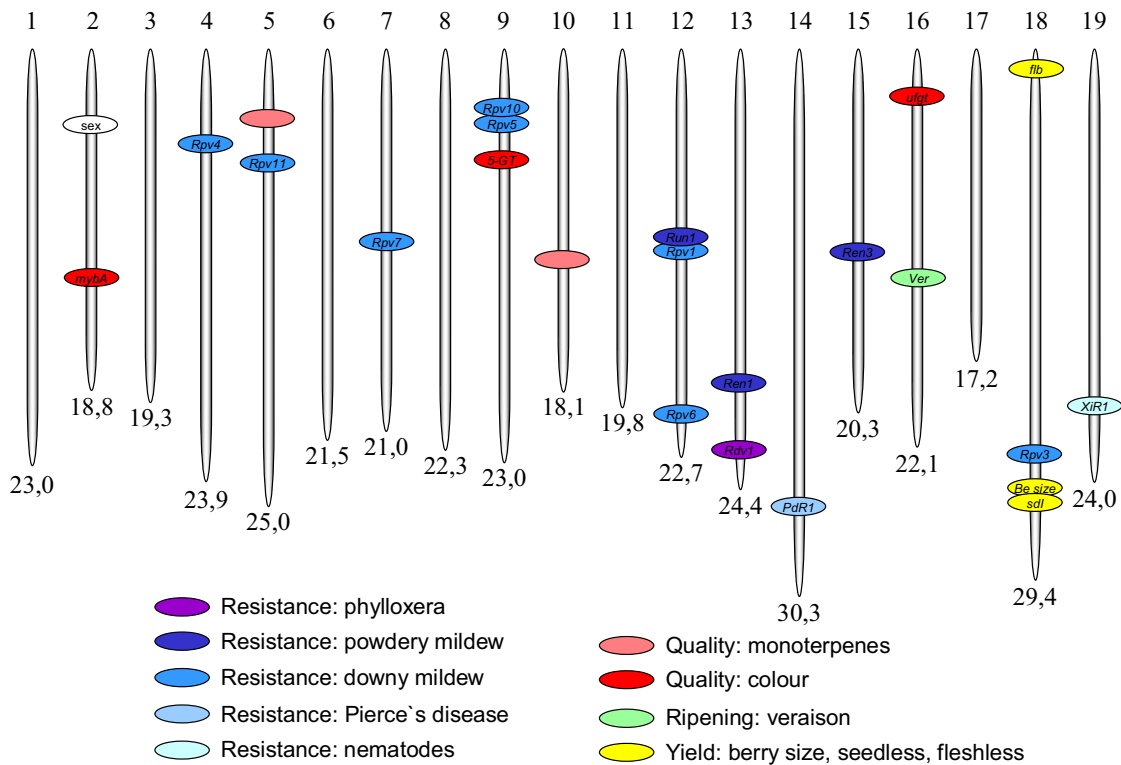 1 2 3 4 5 6 7 8 9 10 11 12 13 14 15 16 17 18 19
flb
ufgt
Rpv10
sex
Rpv5
Rpv4
5-GT
Rpv11
Run1
Rpv7
Rpv1
Ren3
mybA
Ver
17,2
Ren1
18,8
18,1
19,3
19,8
XiR1
Rpv6
20,3
21,5
21,0
22,1
Rdv1
22,3
Rpv3
22,7
23,0
23,0
Be size
23,9
24,4
24,0
sdl
25,0
PdR1
30,3
29,4
Resistance: phylloxera
Resistance: powdery mildew
Resistance: downy mildew
Resistance: Pierce`s disease
Resistance: nematodes
Quality: monoterpenes
Quality: colour
Ripening: veraison
Yield: berry size, seedless, fleshless